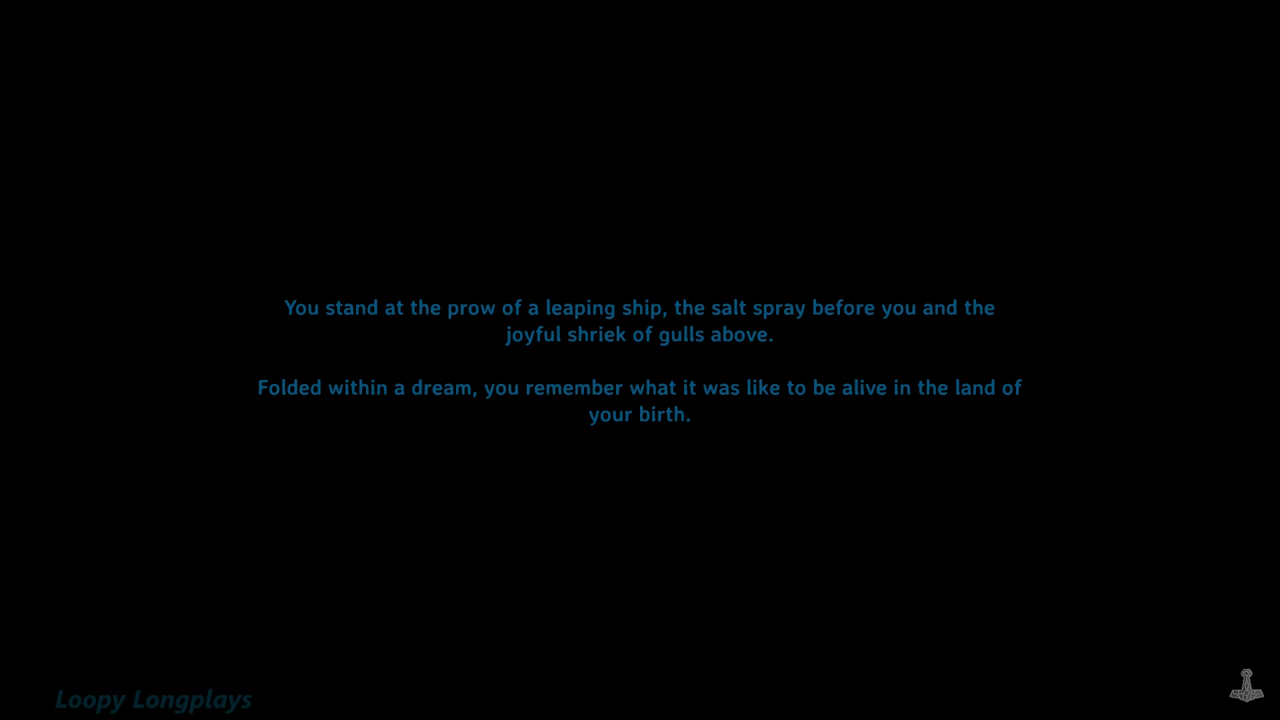 You stand at the prow of a leaping ship, the salt spray before you and the
joyful shriek of gulls above.
Folded within a dream, you remember what it was like to be alive in the land of
your birth.
Loopy Longplays